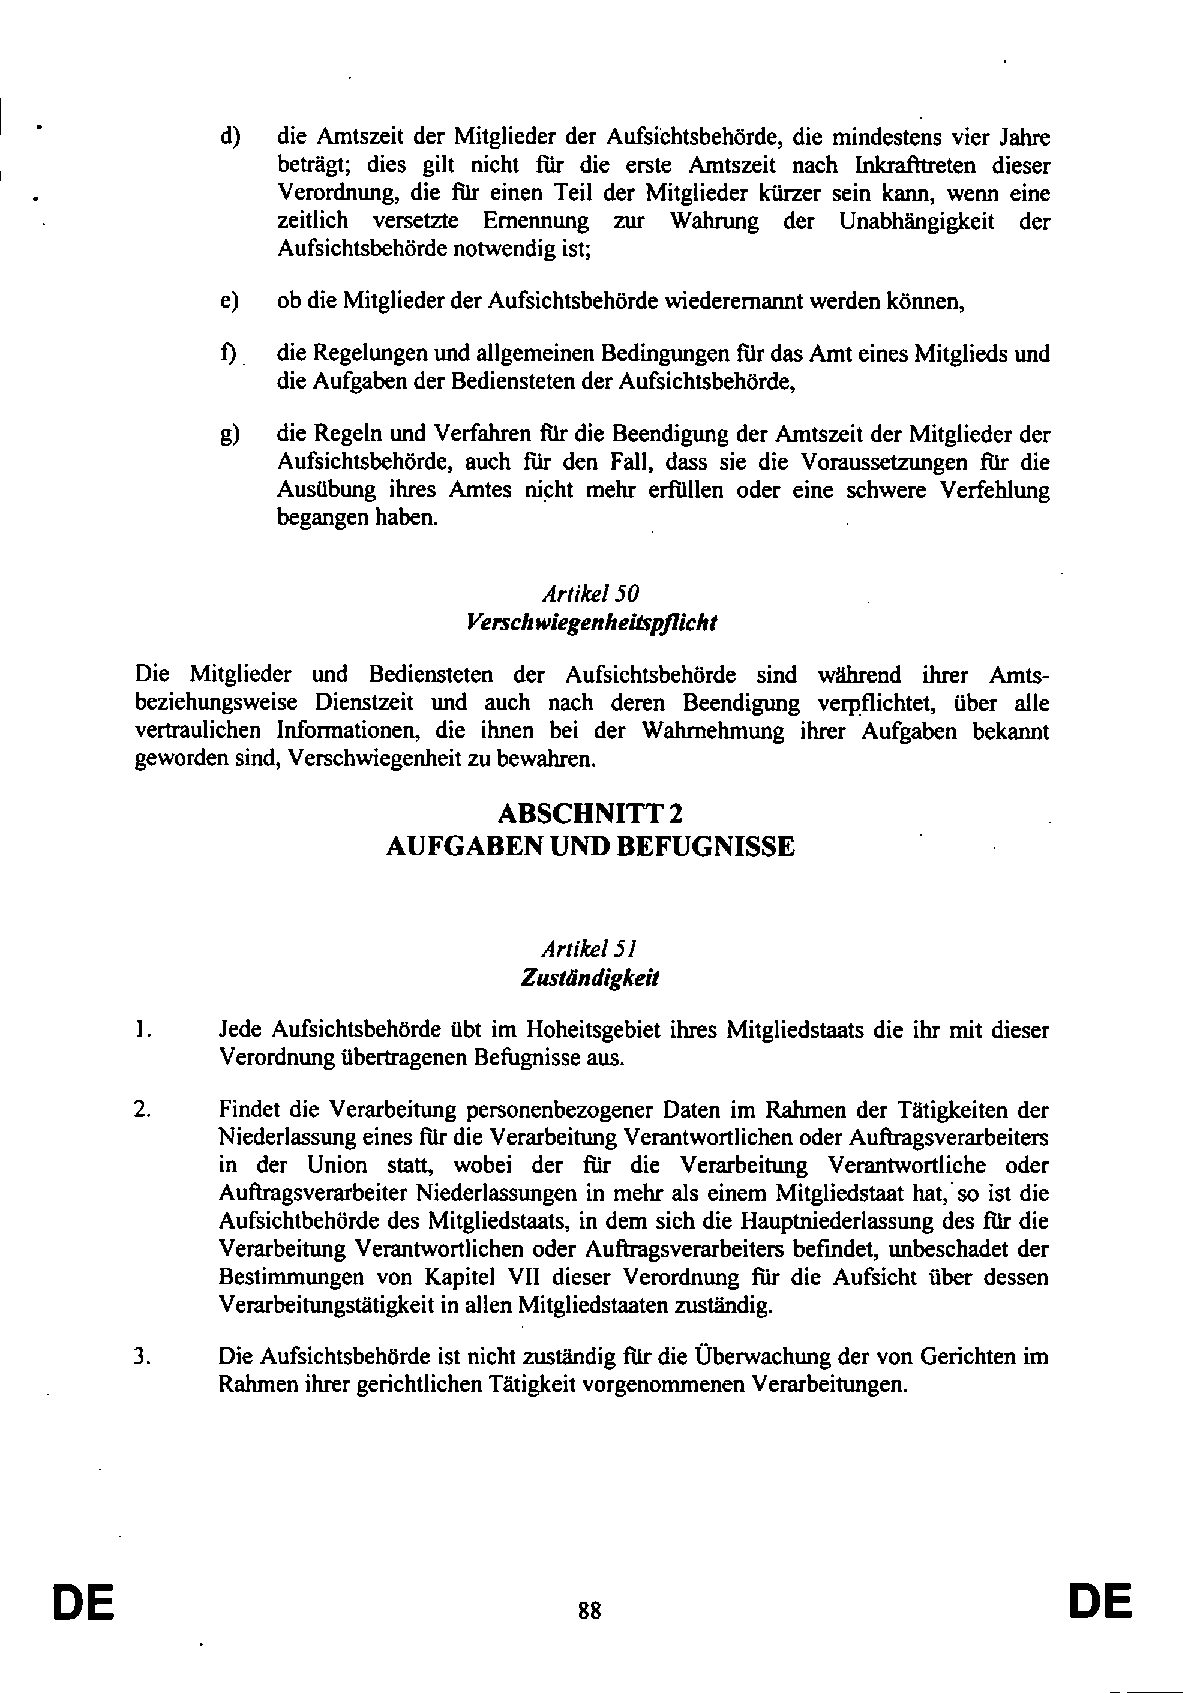 d) die Amtszeit der Mitglieder der Aufsichtsbehörde, die mindestens vier Jahre
beträgt; dies gilt nicht für die erste Amtszeit nach Inkrafttreten dieser
Verordnung, die für einen Teil der Mitglieder kürzer sein kann, wenn eine
zeitlich versetzte Ernennung zur Wahrung der Unabhängigkeit der
Aufsichtsbehörde notwendig ist;
e) ob die Mitglieder der Aufsichtsbehörde wiederernannt werden können,
f) die Regelungen und allgemeinen Bedingungen für das Amt eines Mitglieds und
die Aufgaben der Bediensteten der Aufsichtsbehörde,
g) die Regeln und Verfahren für die Beendigung der Amtszeit der Mitglieder der
Aufsichtsbehörde, auch für den Fall, dass sie die Voraussetzungen für die
Ausübung ihres Amtes nicht mehr erfüllen oder eine schwere Verfehlung
begangen haben.
Artikel 50
Verschwiegenheitspflicht
Die Mitglieder und Bediensteten der Aufsichtsbehörde sind während ihrer Amts-
beziehungsweise Dienstzeit und auch nach deren Beendigung verpflichtet, über alle
vertraulichen Informationen, die ihnen bei der Wahrnehmung ihrer Aufgaben bekannt
geworden sind, Verschwiegenheit zu bewahren.
ABSCHNITT 2
AUFGABEN UND BEFUGNISSE
Artikel 51
Zuständigkeit
1. Jede Aufsichtsbehörde übt im Hoheitsgebiet ihres Mitgliedstaats die ihr mit dieser
Verordnung übertragenen Befugnisse aus.
2. Findet die Verarbeitung personenbezogener Daten im Rahmen der Tätigkeiten der
Niederlassung eines für die Verarbeitung Verantwortlichen oder Auftragsverarbeiters
in der Union statt, wobei der für die Verarbeitung Verantwortliche oder
Auftragsverarbeiter Niederlassungen in mehr als einem Mitgliedstaat hat, so ist die
Aufsichtbehörde des Mitgliedstaats, in dem sich die Hauptniederlassung des für die
Verarbeitung Verantwortlichen oder Auftragsverarbeiters befindet, unbeschadet der
Bestimmungen von Kapitel VII dieser Verordnung für die Aufsicht über dessen
Verarbeitungstätigkeit in allen Mitgliedstaaten zuständig.
3. Die Aufsichtsbehörde ist nicht zuständig für die Überwachung der von Gerichten im
Rahmen ihrer gerichtlichen Tätigkeit vorgenommenen Verarbeitungen.
DE 88 DE